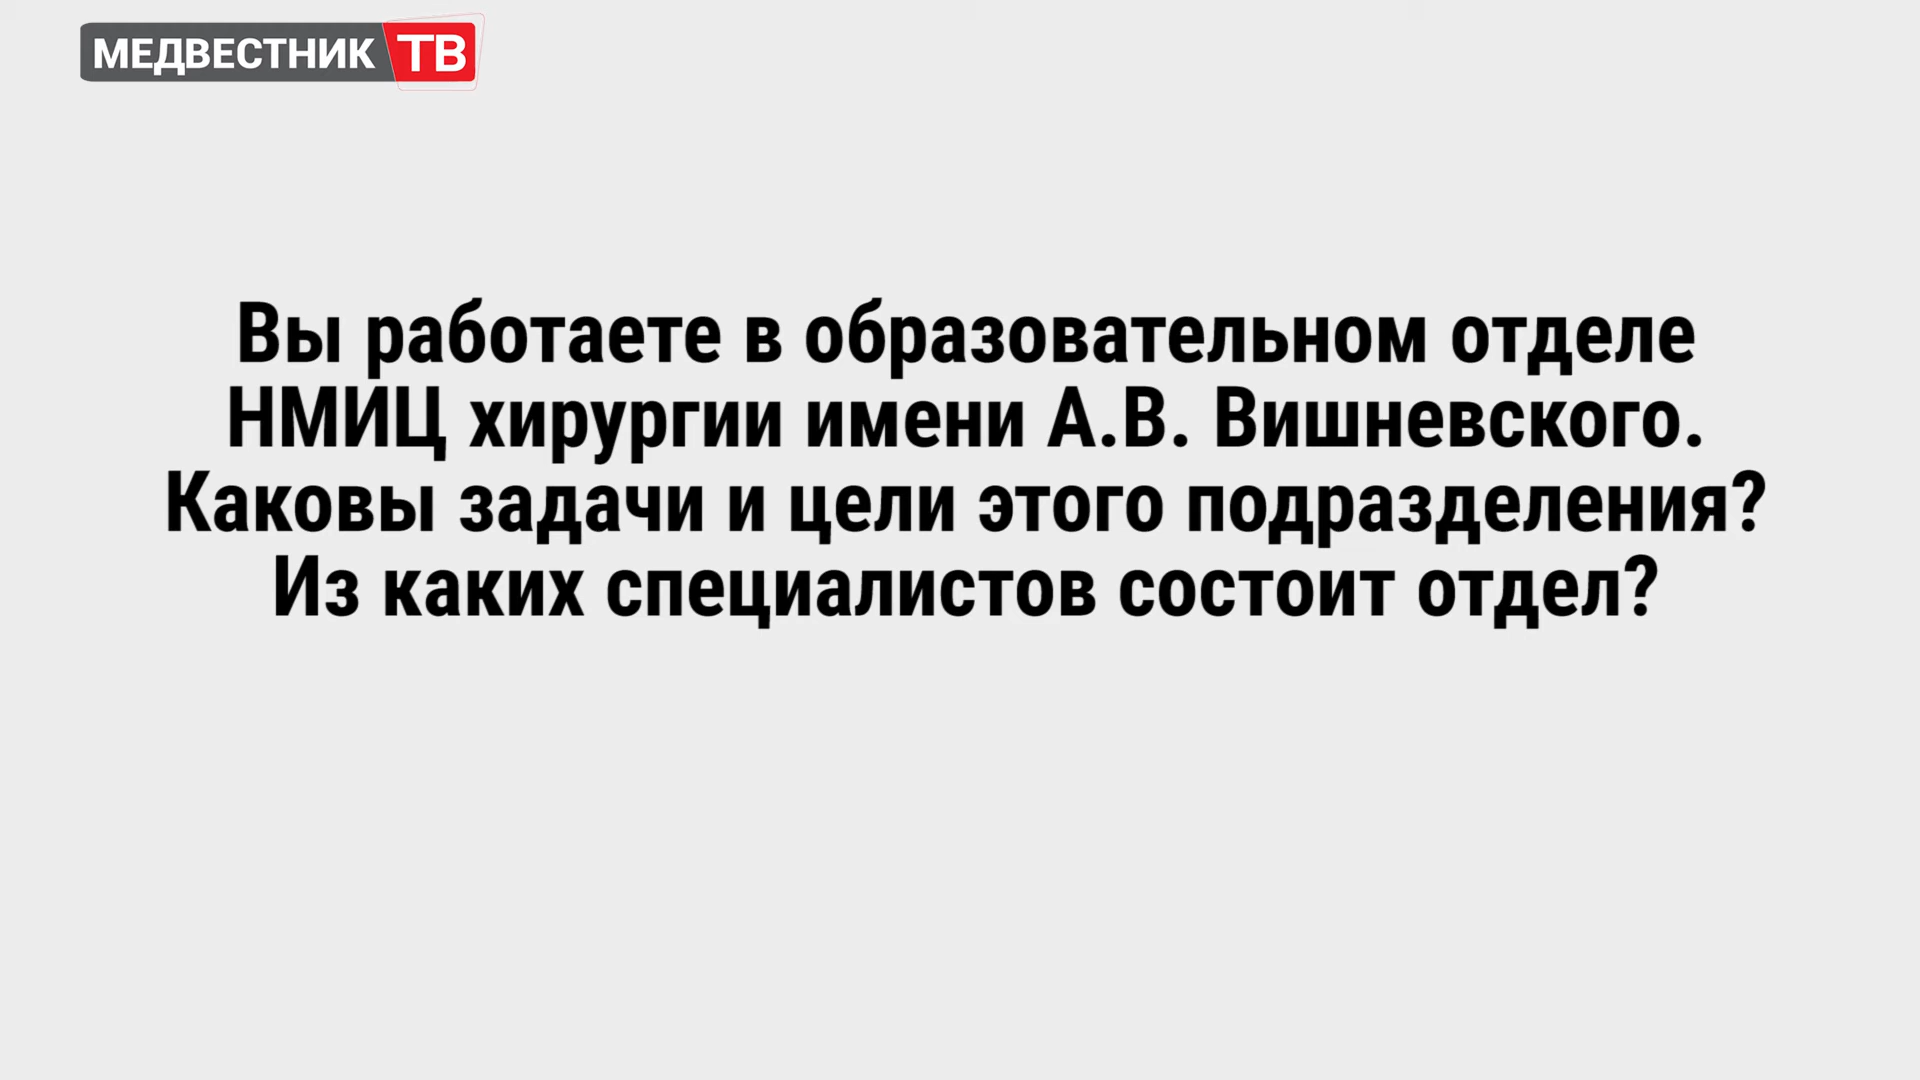 МЕДВЕСТНИК ТВ
Вы работаете в образовательном отделе
НМИЦ хирургии имени А.В. Вишневского.
Каковы задачи и цели этого подразделения?
Из каких специалистов состоит отдел?